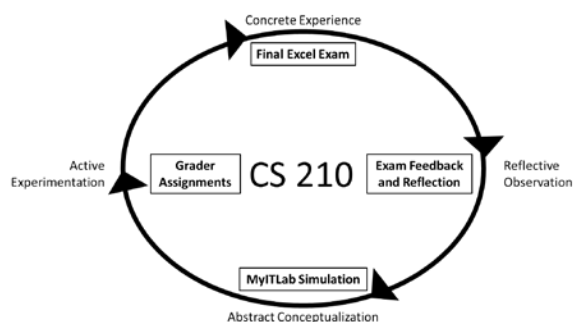 Concrete Experience
Final Excel Exam
Active
Experimentation
Grader
Assignments
CS 210
Exam Feedback
and Reflection
Reflective
Observation
MyITLab Simulation
Abstract Conceptualization